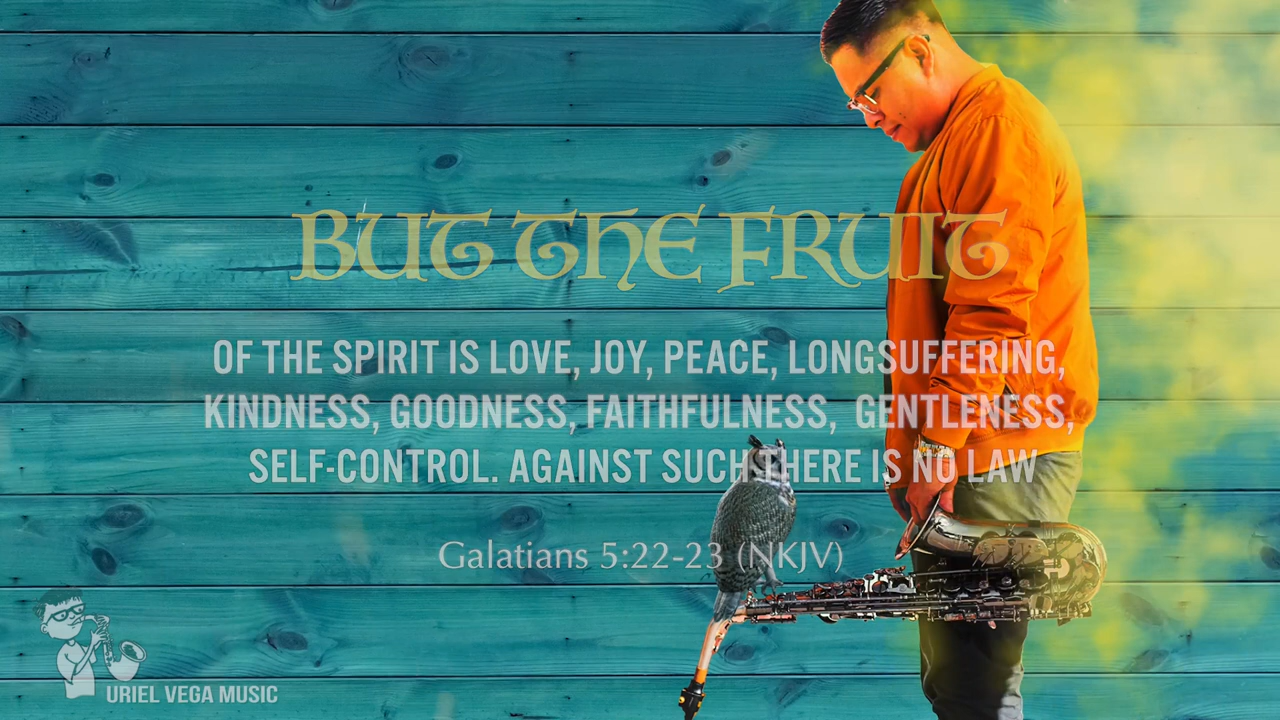 BUT THE FRUIT
OF THE SPIRIT IS LOVE, JOY, PEACE, LONGSUFFERING,
KINDNESS, GOODNESS, FAITHFULNESS, GENTLENESS,
SELF-CONTROL. AGAINST SUCH THERE IS NO LAW
Galatians 5:22-23 (NKJV)
URIEL VEGA MUSIC